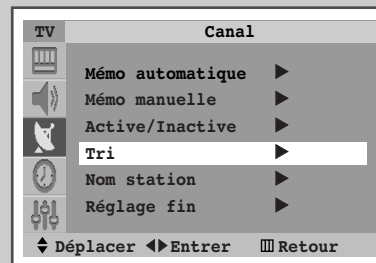 TV Canal
Mémo automatique
Mémo manuelle
Active/Inactive
Tri
Nom station
Réglage fin
Déplacer Entrer Retour